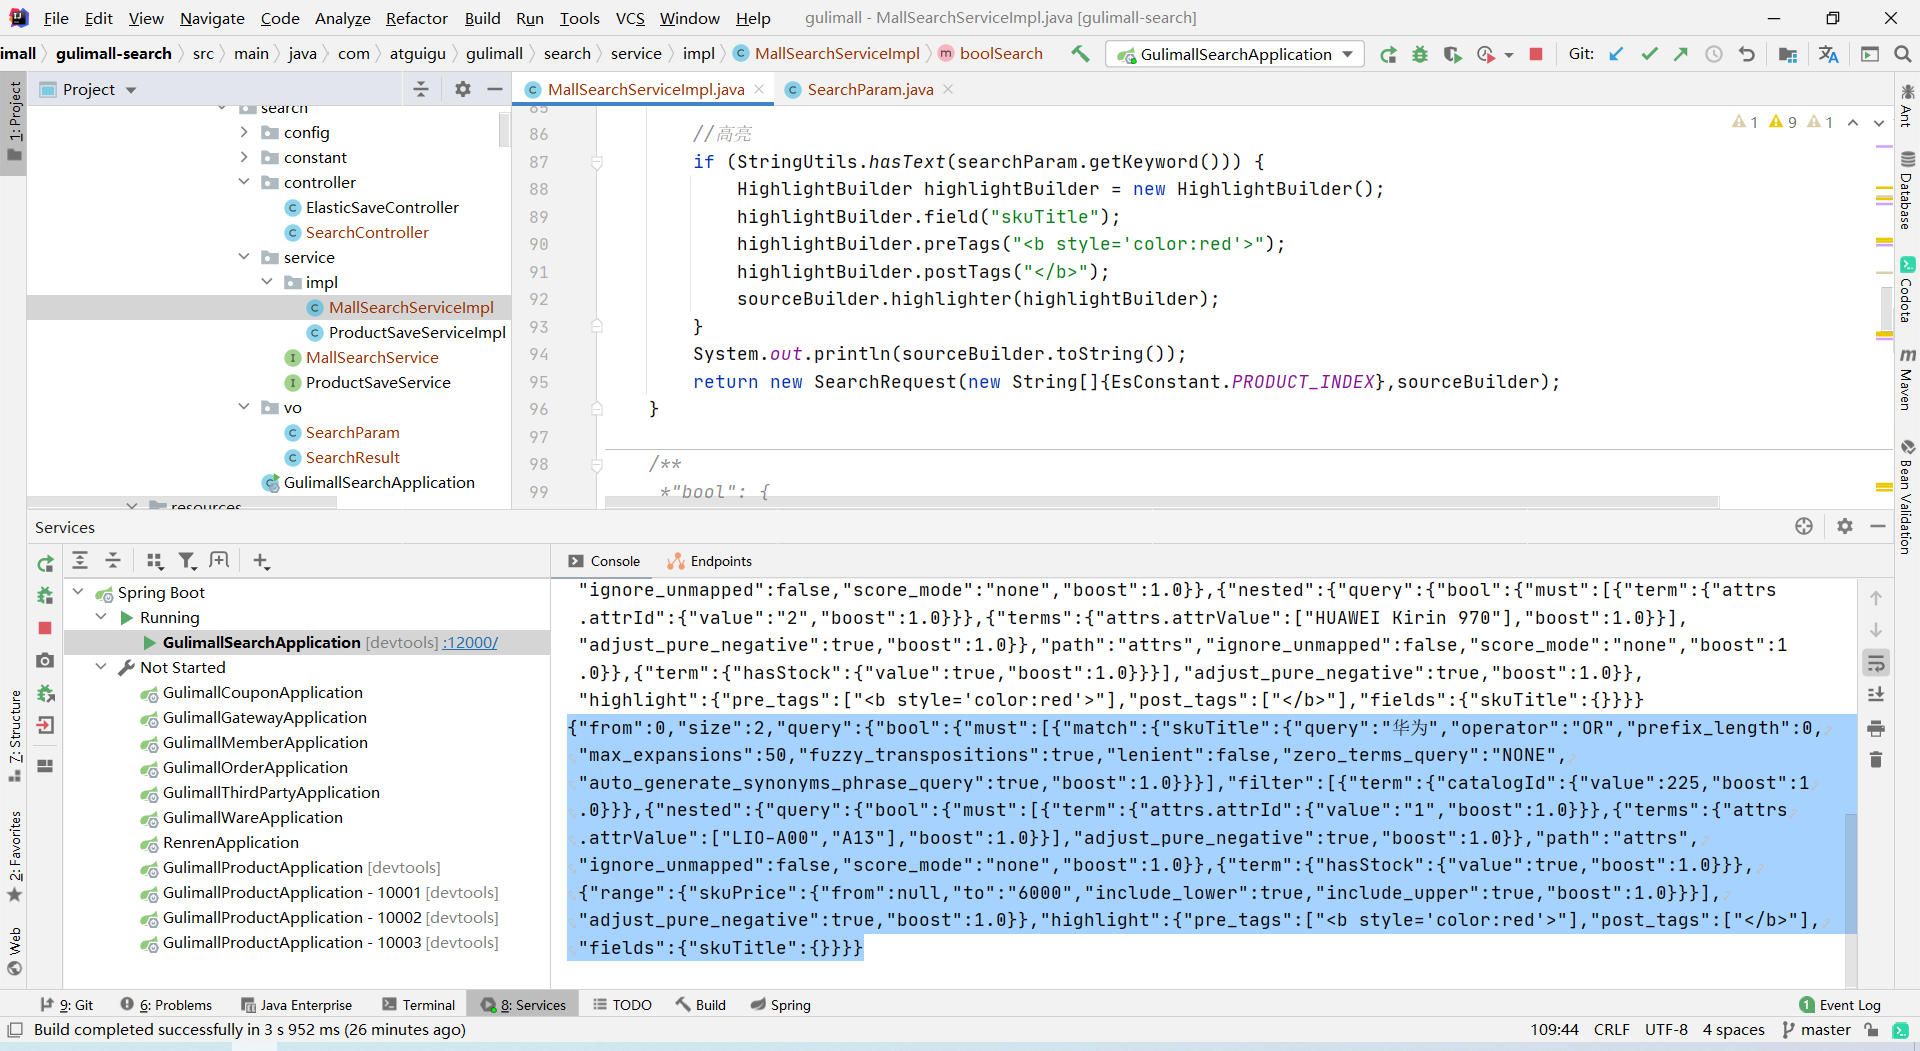 File Edit View Navigate Code Analyze Refactor Build Run Tools VCS Window Help gulimall - MallSearchServiceImpl.java [gulimall-search]
imall gulimall-search src main java com atguigu gulimall search service impl MallSearchServiceImpl boolSearch GulimallSearchApplication Git:
Project
MallSearchServiceImpl.java
SearchParam.java
1: Project
search
config
constant
controller
ElasticSaveController
SearchController
service
impl
MallSearchServiceImpl
ProductSaveServiceImpl
MallSearchService
ProductSaveService
vo
SearchParam
SearchResult
GulimallSearchApplication
resources
1 9 1
85
86 //高亮
87 if (StringUtils.hasText(searchParam.getKeyword())) {
88 HighlightBuilder highlightBuilder = new HighlightBuilder();
89 highlightBuilder.field("skuTitle");
90 highlightBuilder.preTags("<b style='color:red'>");
91 highlightBuilder.postTags("</b>");
92 sourceBuilder.highlighter(highlightBuilder);
93 }
94 System.out.println(sourceBuilder.toString());
95 return new SearchRequest(new String[]{EsConstant.PRODUCT_INDEX},sourceBuilder);
96 }
97
98 /**
99 *"bool": {
Ant
Database
Codota
Maven
Bean Validation
Services
Spring Boot
Running
GulimallSearchApplication [devtools] :12000/
Not Started
GulimallCouponApplication
GulimallGatewayApplication
GulimallMemberApplication
GulimallOrderApplication
GulimallThirdPartyApplication
GulimallWareApplication
RenrenApplication
GulimallProductApplication [devtools]
GulimallProductApplication - 10001 [devtools]
GulimallProductApplication - 10002 [devtools]
GulimallProductApplication - 10003 [devtools]
7: Structure
2: Favorites
Web
Console Endpoints
"ignore_unmapped":false,"score_mode":"none","boost":1.0}},{"nested":{"query":{"bool":{"must":[{"term":{"attrs
.attrId":{"value":"2","boost":1.0}}},{"terms":{"attrs.attrValue":["HUAWEI Kirin 970"],"boost":1.0}}],
"adjust_pure_negative":true,"boost":1.0}},"path":"attrs","ignore_unmapped":false,"score_mode":"none","boost":1
.0}},{"term":{"hasStock":{"value":true,"boost":1.0}}}],"adjust_pure_negative":true,"boost":1.0}},
"highlight":{"pre_tags":["<b style='color:red'>"],"post_tags":["</b>"],"fields":{"skuTitle":{}}}}
{"from":0,"size":2,"query":{"bool":{"must":[{"match":{"skuTitle":{"query":"华为","operator":"OR","prefix_length":0,
"max_expansions":50,"fuzzy_transpositions":true,"lenient":false,"zero_terms_query":"NONE",
"auto_generate_synonyms_phrase_query":true,"boost":1.0}}}],"filter":[{"term":{"catalogId":{"value":225,"boost":1
.0}}},{"nested":{"query":{"bool":{"must":[{"term":{"attrs.attrId":{"value":"1","boost":1.0}}},{"terms":{"attrs
.attrValue":["LIO-A00","A13"],"boost":1.0}}],"adjust_pure_negative":true,"boost":1.0}},"path":"attrs",
"ignore_unmapped":false,"score_mode":"none","boost":1.0}},{"term":{"hasStock":{"value":true,"boost":1.0}}},
{"range":{"skuPrice":{"from":null,"to":"6000","include_lower":true,"include_upper":true,"boost":1.0}}}],
"adjust_pure_negative":true,"boost":1.0}},"highlight":{"pre_tags":["<b style='color:red'>"],"post_tags":["</b>"],
"fields":{"skuTitle":{}}}}
9: Git 6: Problems Java Enterprise Terminal 8: Services TODO Build Spring 1 Event Log
Build completed successfully in 3 s 952 ms (26 minutes ago) 109:44 CRLF UTF-8 4 spaces master